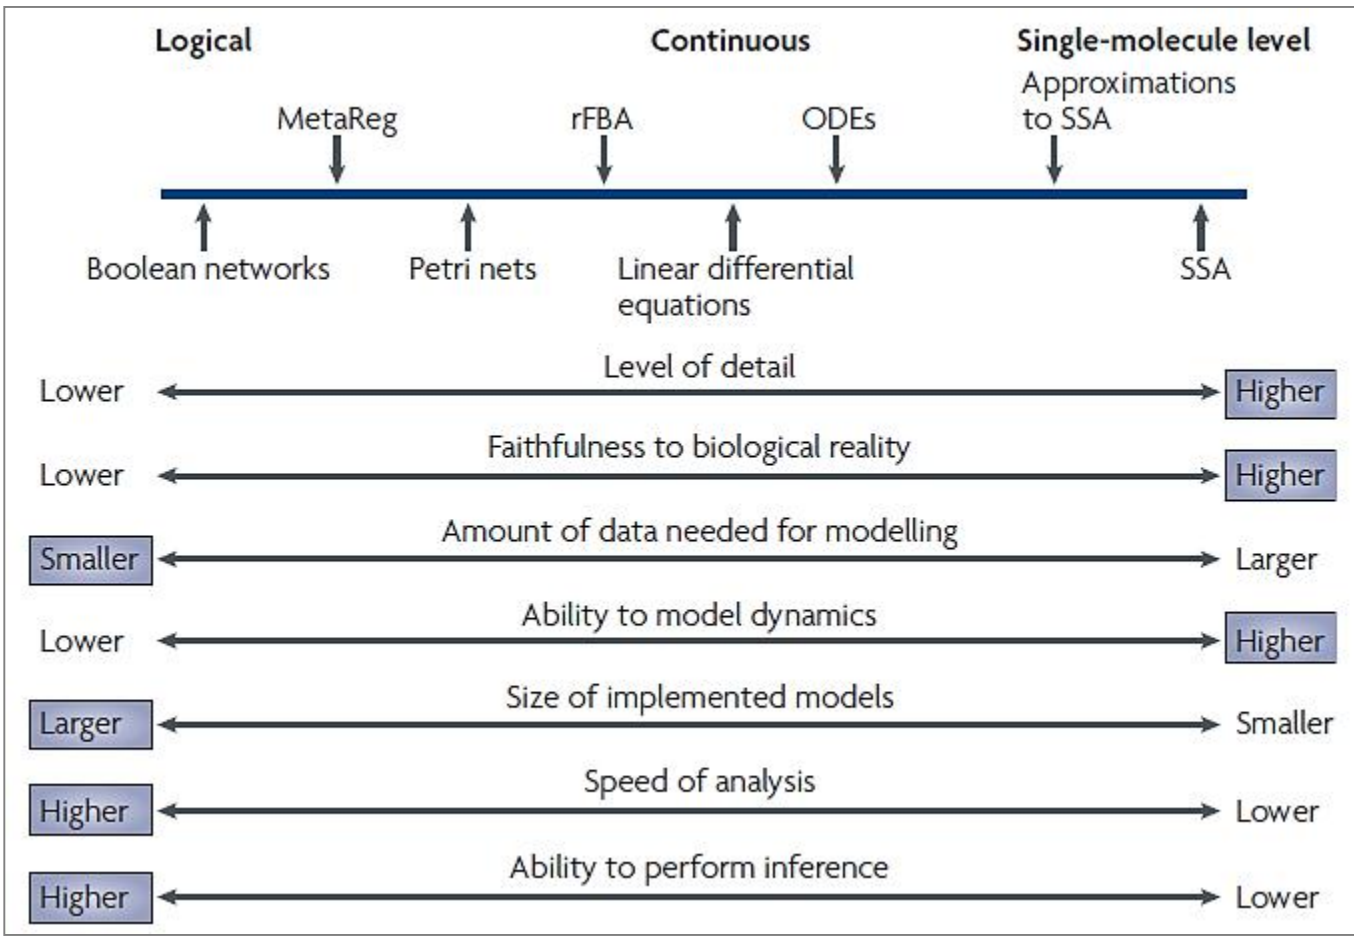 Logical Continuous Single-molecule level
MetaReg rFBA ODEs Approximations
to SSA
Boolean networks Petri nets Linear differential
equations SSA
Level of detail
Lower Higher
Faithfulness to biological reality
Lower Higher
Amount of data needed for modelling
Smaller Larger
Ability to model dynamics
Lower Higher
Size of implemented models
Larger Smaller
Speed of analysis
Higher Lower
Ability to perform inference
Higher Lower